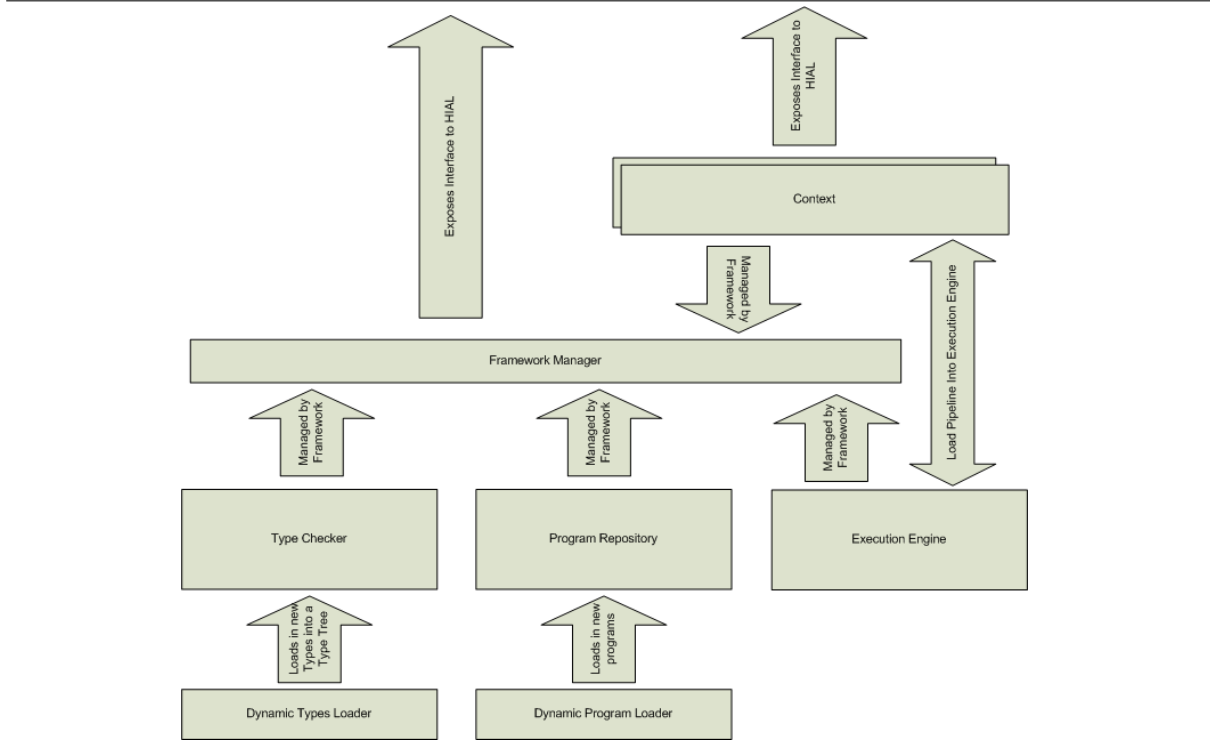 Exposes Interface to HIAL
Exposes Interface to
HIAL
Context
Managed by
Framework
Load Pipeline Into Execution Engine
Framework Manager
Managed by
Framework
Managed by
Framework
Managed by
Framework
Type Checker
Program Repository
Execution Engine
Loads in new
Types into a
Type Tree
Loads in new
programs
Dynamic Types Loader
Dynamic Program Loader